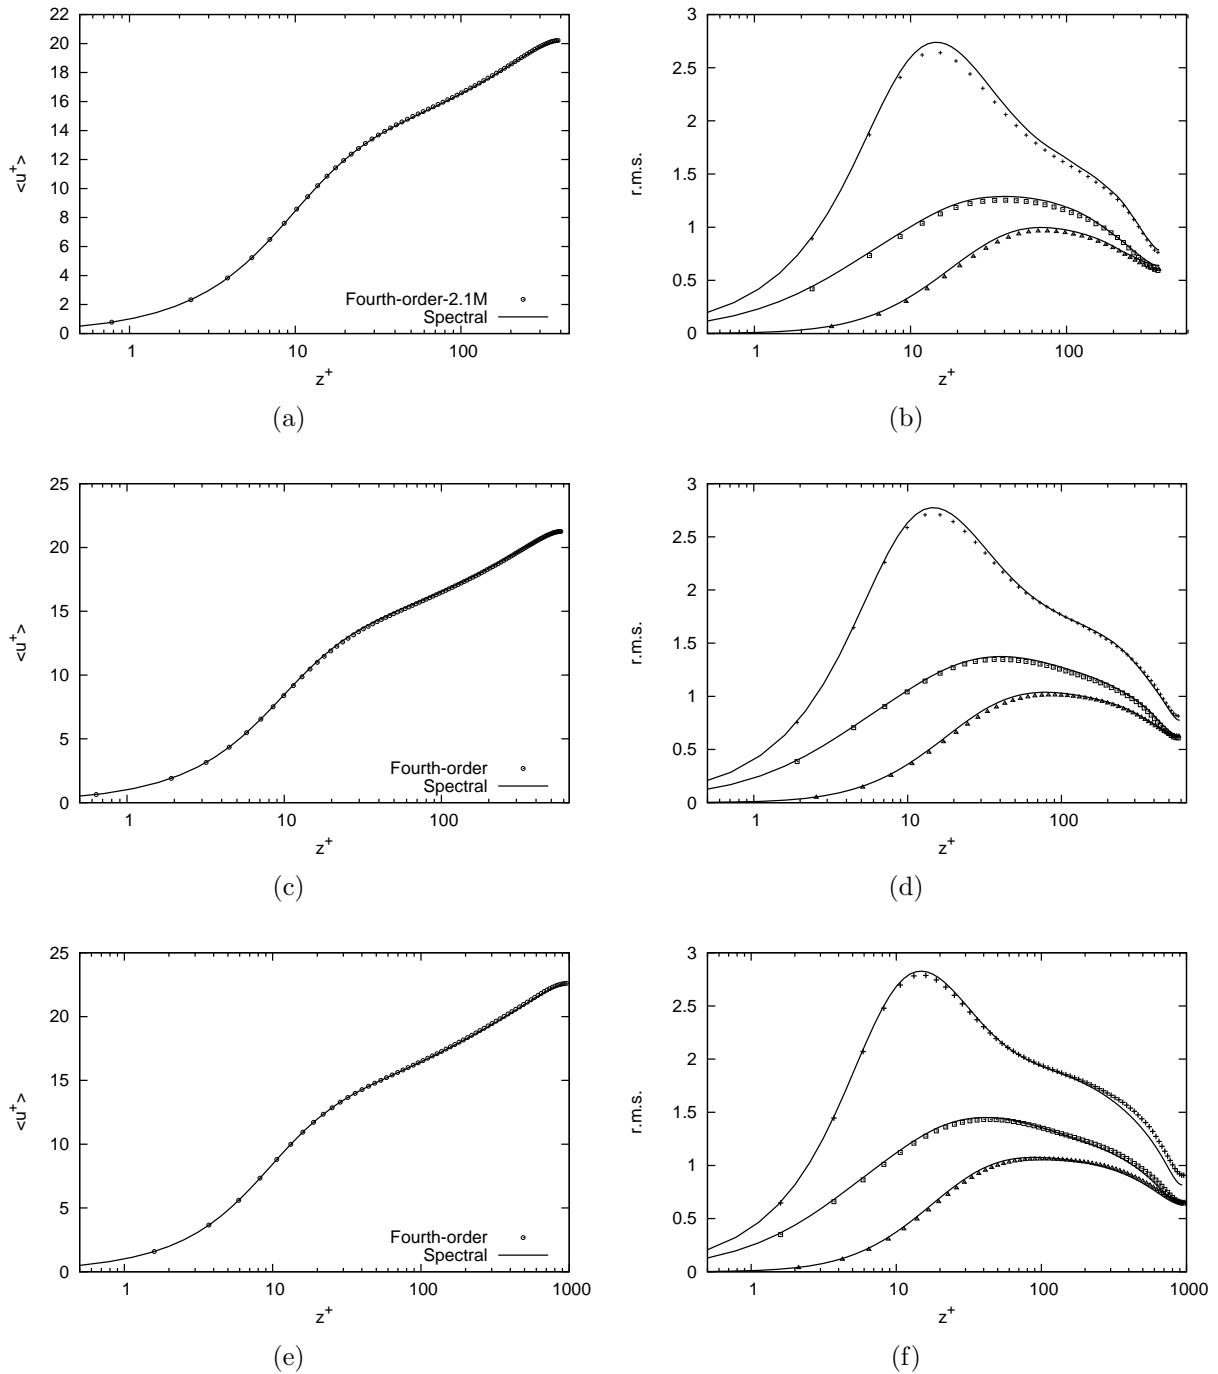 22
20
18
16
14
12
10
8
6
4
2
0
<u+>
Fourth-order-2.1M
Spectral
1 10 100
z+
(a)
3
2.5
2
1.5
1
0.5
0
r.m.s.
1 10 100
z+
(b)
25
20
15
10
5
0
<u+>
Fourth-order
Spectral
1 10 100
z+
(c)
3
2.5
2
1.5
1
0.5
0
r.m.s.
1 10 100
z+
(d)
25
20
15
10
5
0
<u+>
Fourth-order
Spectral
1 10 100 1000
z+
(e)
3
2.5
2
1.5
1
0.5
0
r.m.s.
1 10 100 1000
z+
(f)